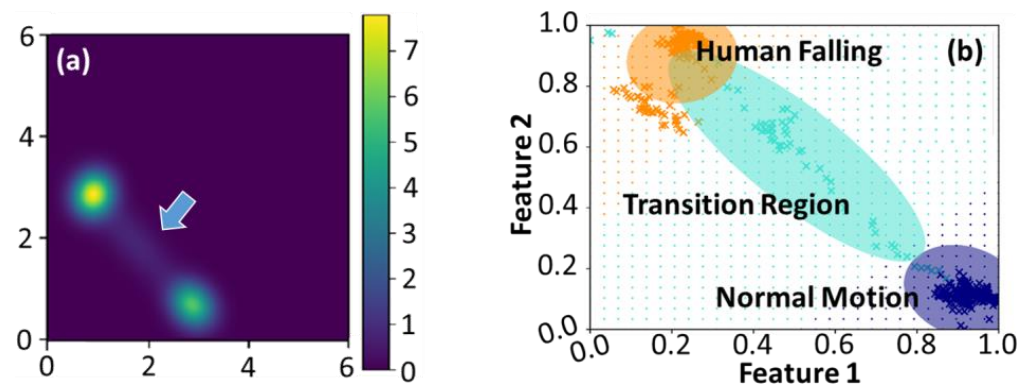 (a)
6
4
2
0
0 2 4 6
7
6
5
4
3
2
1
0
(b)
Human Falling
Transition Region
Normal Motion
Feature 2
1.0
0.8
0.6
0.4
0.2
0.0
0.0 0.2 0.4 0.6 0.8 1.0
Feature 1